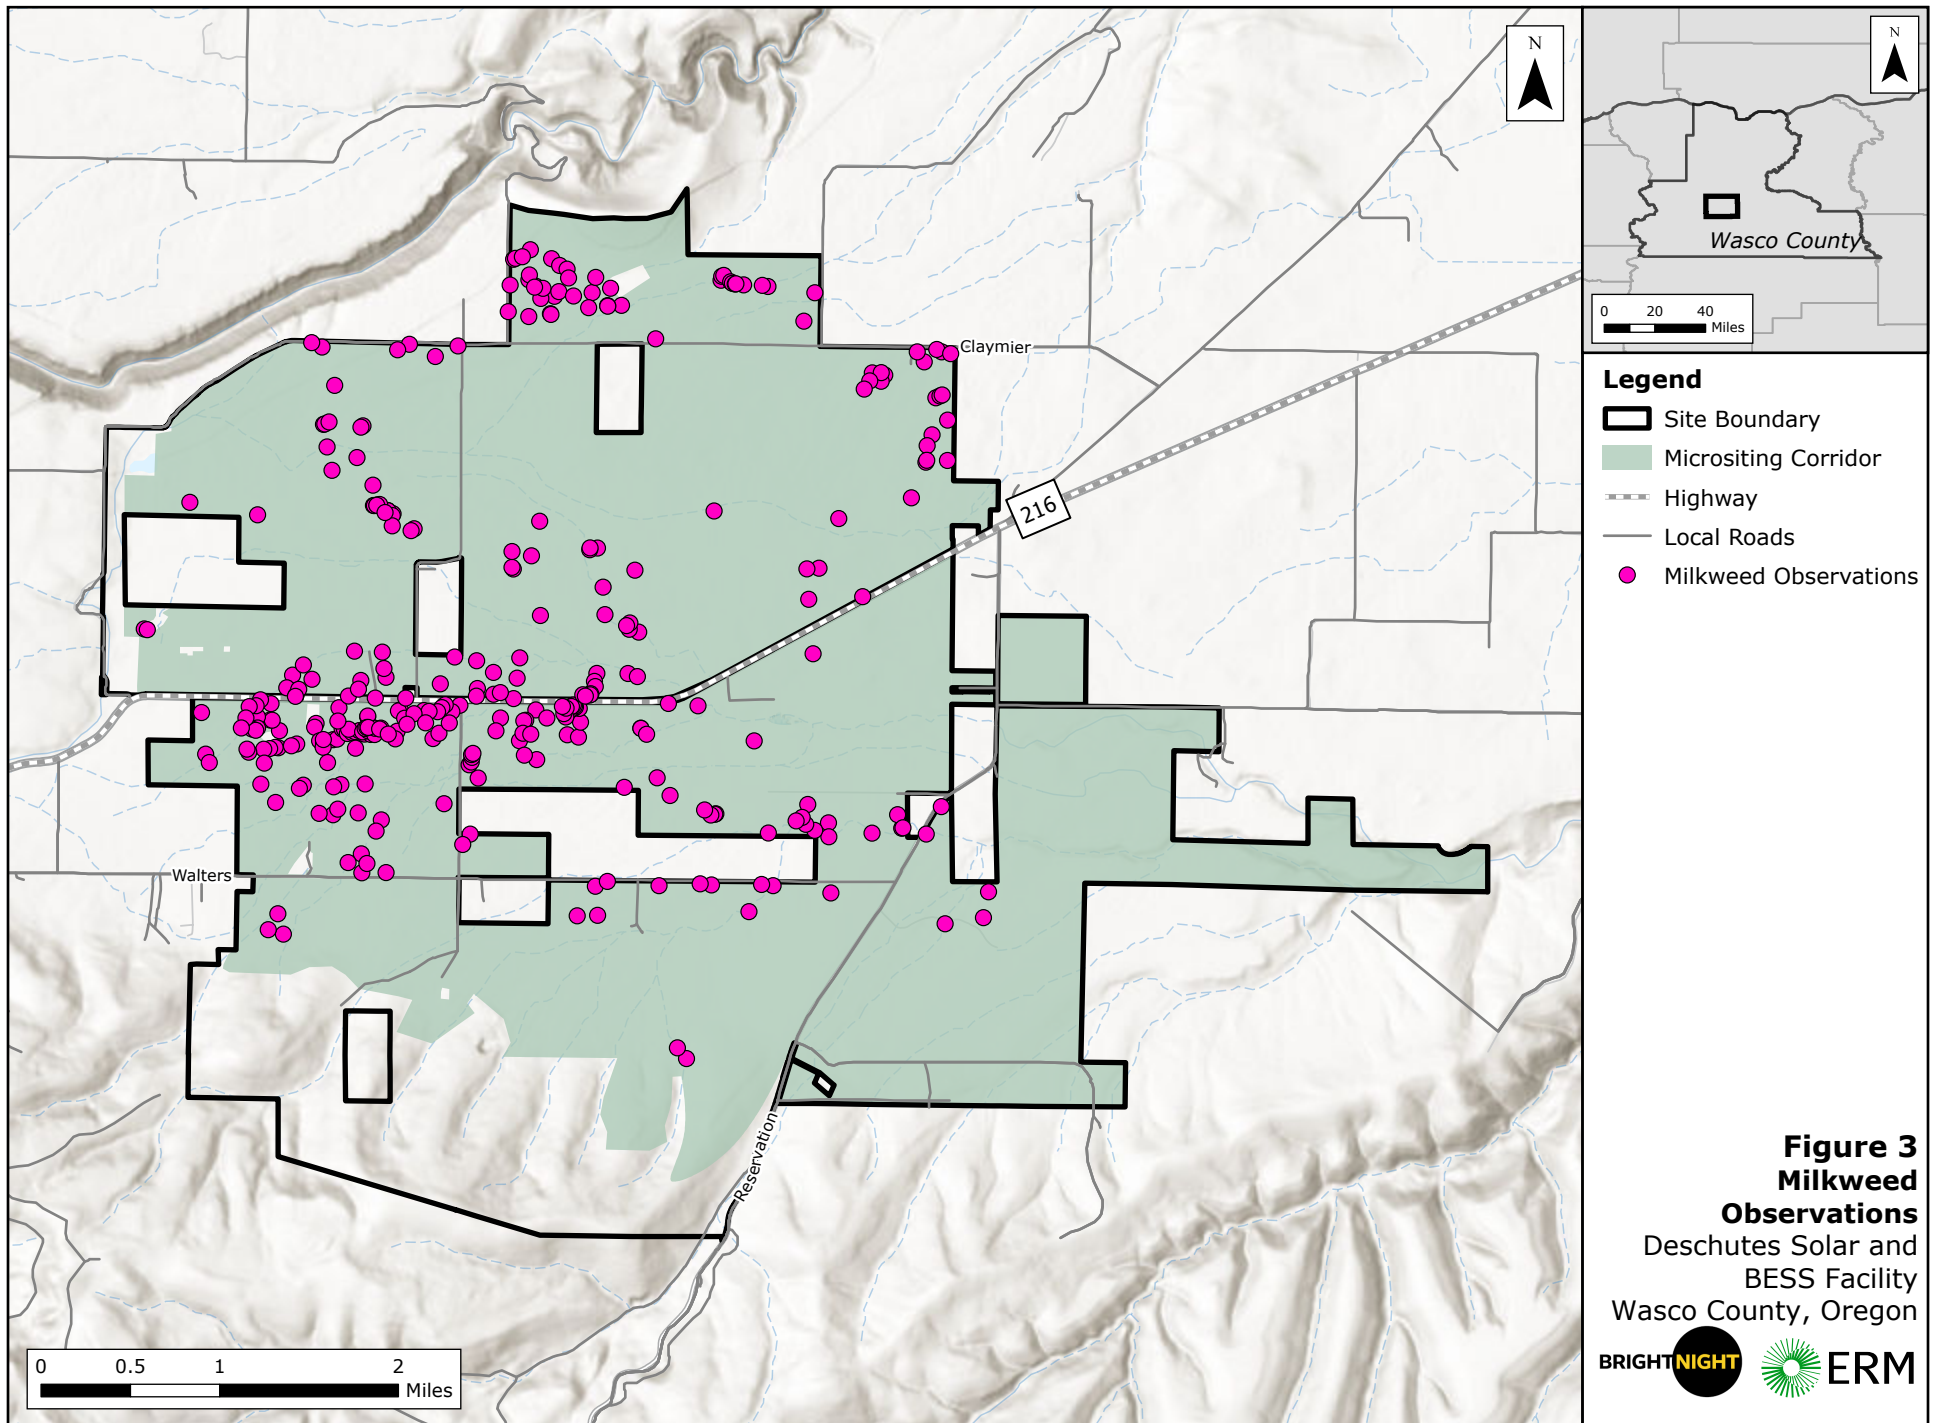 N
N
Wasco County
0 20 40
Miles
Claymier
216
Walters
Reservation
0 0.5 1 2
Miles
Legend
Site Boundary
Micrositing Corridor
Highway
Local Roads
Milkweed Observations
Figure 3
Milkweed
Observations
Deschutes Solar and
BESS Facility
Wasco County, Oregon
BRIGHTNIGHT
ERM